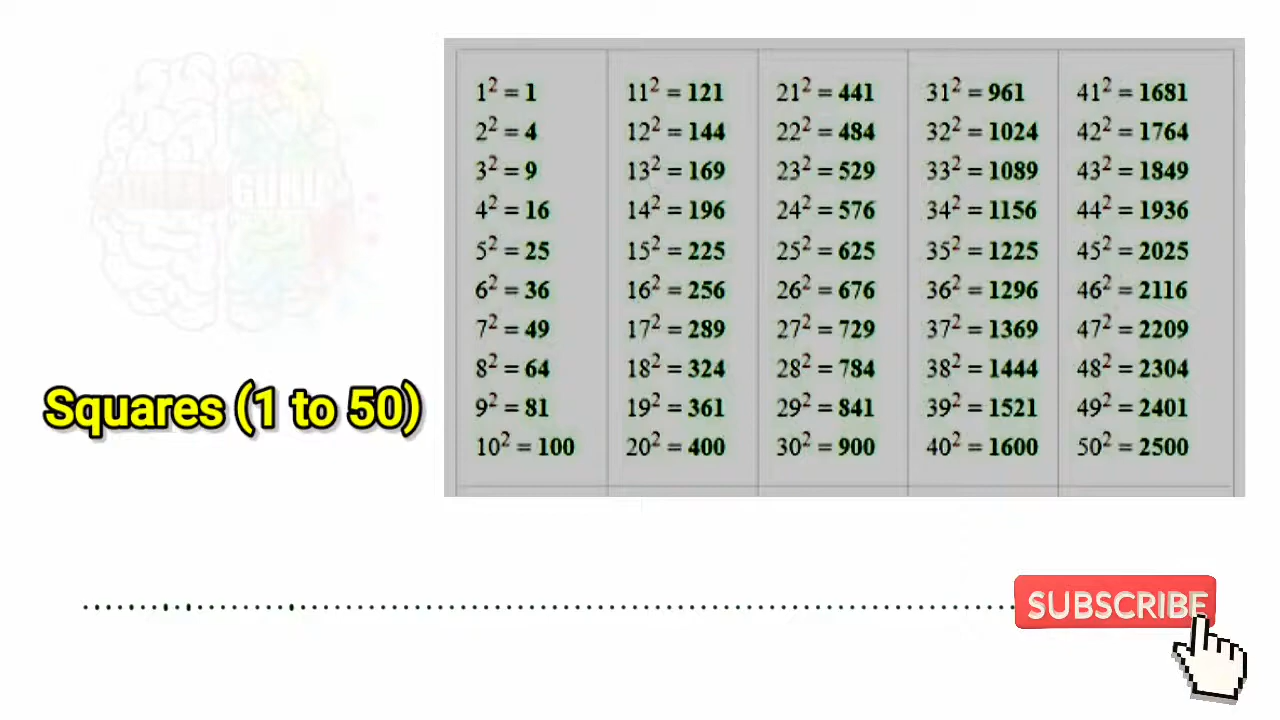 GURU
Squares (1 to 50)
1² = 1
2² = 4
3² = 9
4² = 16
5² = 25
6² = 36
7² = 49
8² = 64
9² = 81
10² = 100
11² = 121
12² = 144
13² = 169
14² = 196
15² = 225
16² = 256
17² = 289
18² = 324
19² = 361
20² = 400
21² = 441
22² = 484
23² = 529
24² = 576
25² = 625
26² = 676
27² = 729
28² = 784
29² = 841
30² = 900
31² = 961
32² = 1024
33² = 1089
34² = 1156
35² = 1225
36² = 1296
37² = 1369
38² = 1444
39² = 1521
40² = 1600
41² = 1681
42² = 1764
43² = 1849
44² = 1936
45² = 2025
46² = 2116
47² = 2209
48² = 2304
49² = 2401
50² = 2500
SUBSCRIBE